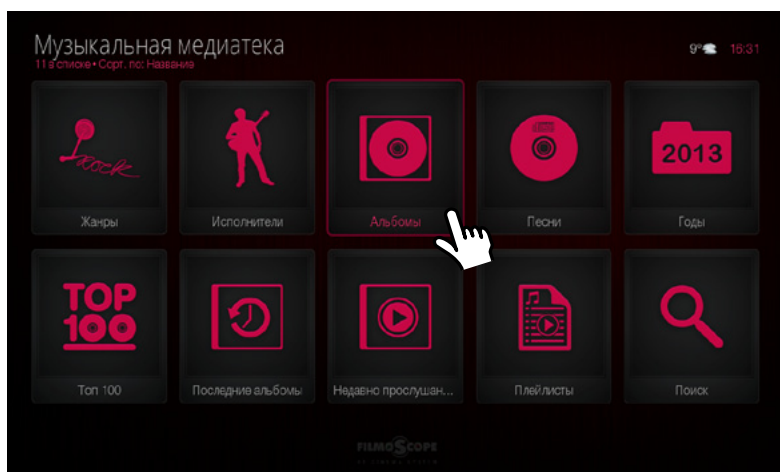 Музыкальная медиатека
11 в списке • Сорт. по: Название
9° 16:31
Rock
2013
Жанры
Исполнители
Альбомы
Песни
Годы
TOP
100
Топ 100
Последние альбомы
Недавно прослушан...
Плейлисты
Поиск
FILMOSCOPE